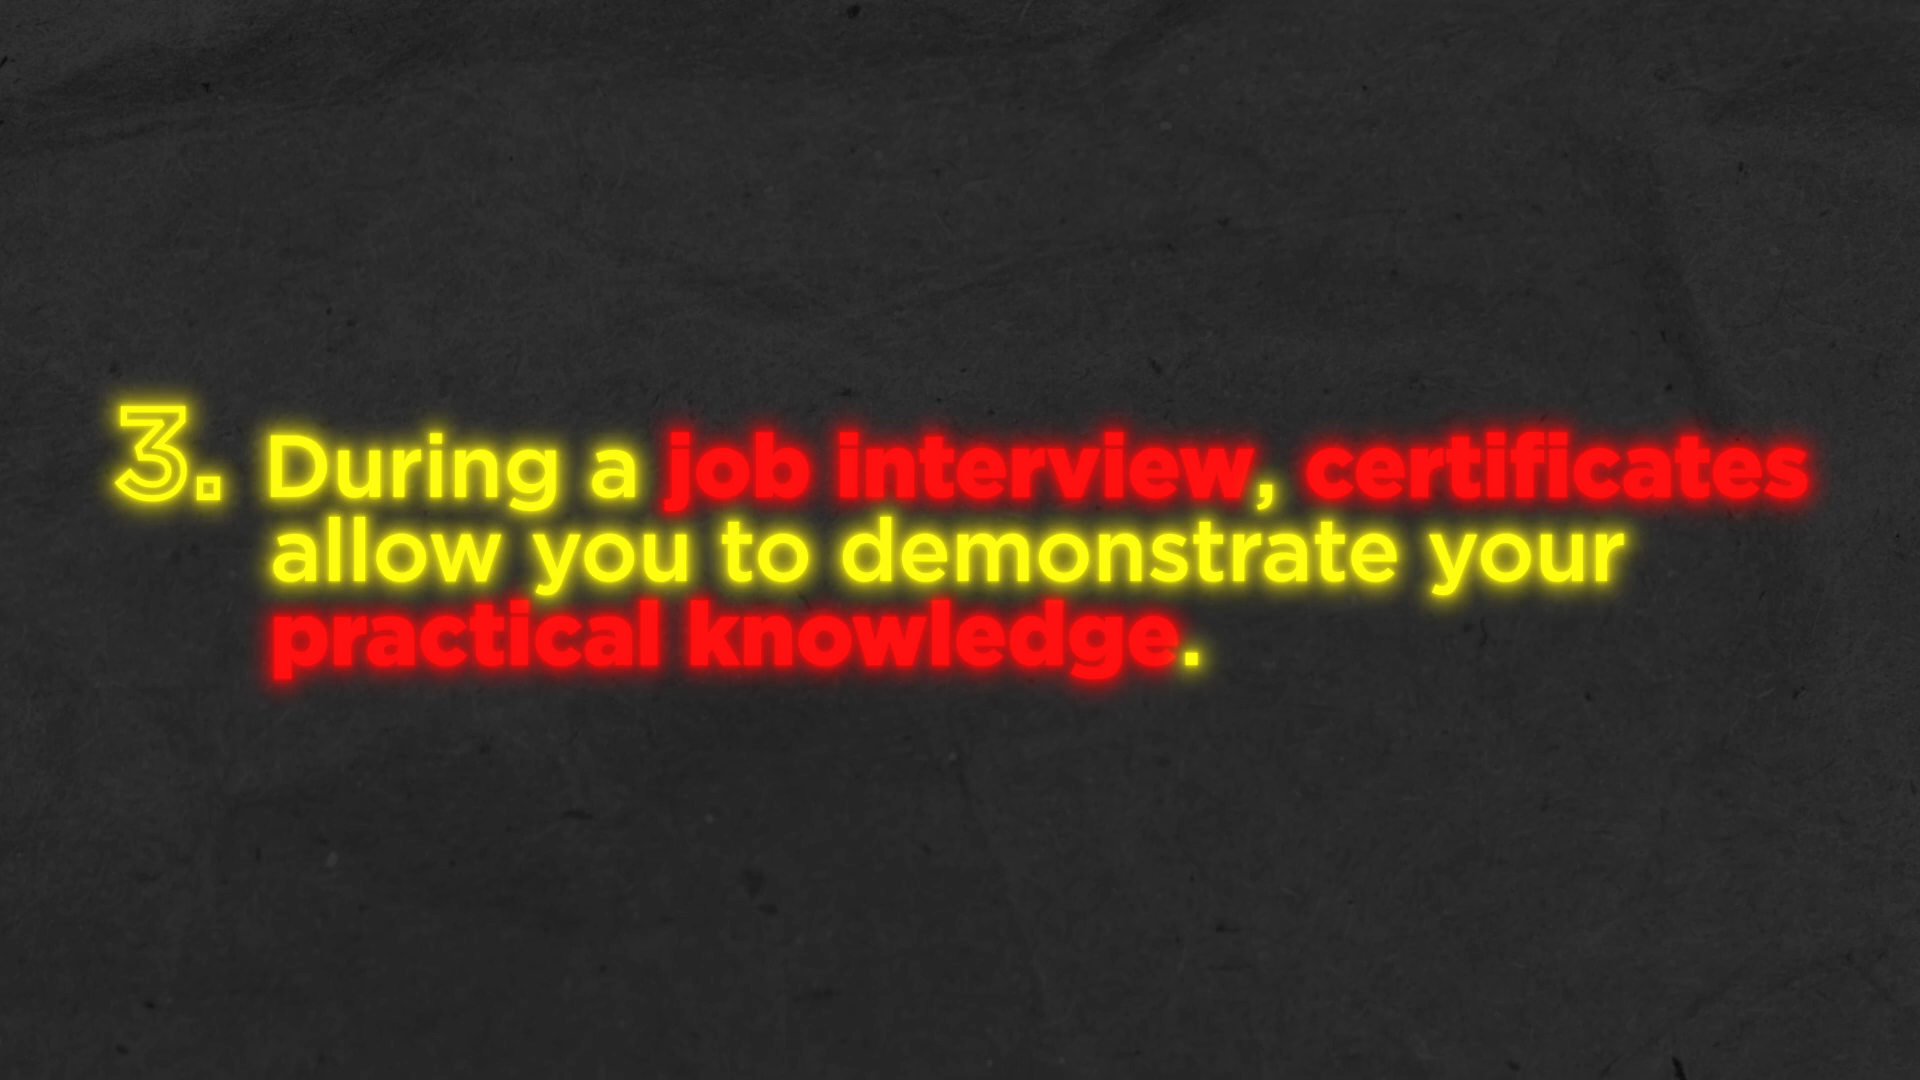 3. During a job interview, certificates
allow you to demonstrate your
practical knowledge.